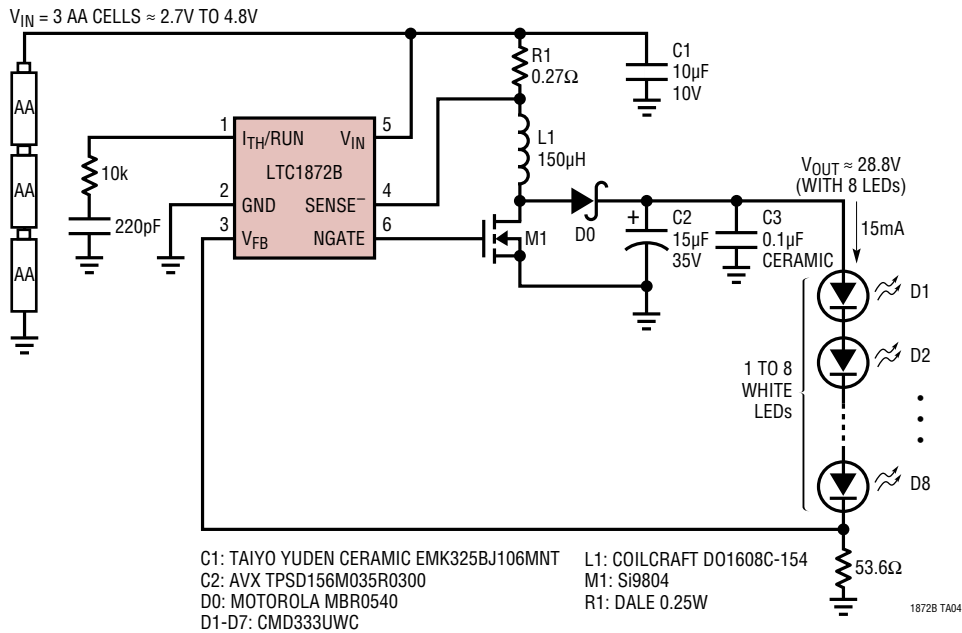 V_IN = 3 AA CELLS ≈ 2.7V TO 4.8V
AA
AA
AA
10k
220pF
1
2
3
I_TH/RUN
GND
V_FB
LTC1872B
V_IN
SENSE⁻
NGATE
5
4
6
R1
0.27Ω
L1
150μH
M1
D0
C1
10μF
10V
+
C2
15μF
35V
C3
0.1μF
CERAMIC
V_OUT ≈ 28.8V
(WITH 8 LEDs)
15mA
D1
D2
D8
1 TO 8
WHITE
LEDs
53.6Ω
C1: TAIYO YUDEN CERAMIC EMK325BJ106MNT
C2: AVX TPSD156M035R0300
D0: MOTOROLA MBR0540
D1-D7: CMD333UWC
L1: COILCRAFT DO1608C-154
M1: Si9804
R1: DALE 0.25W
1872B TA04